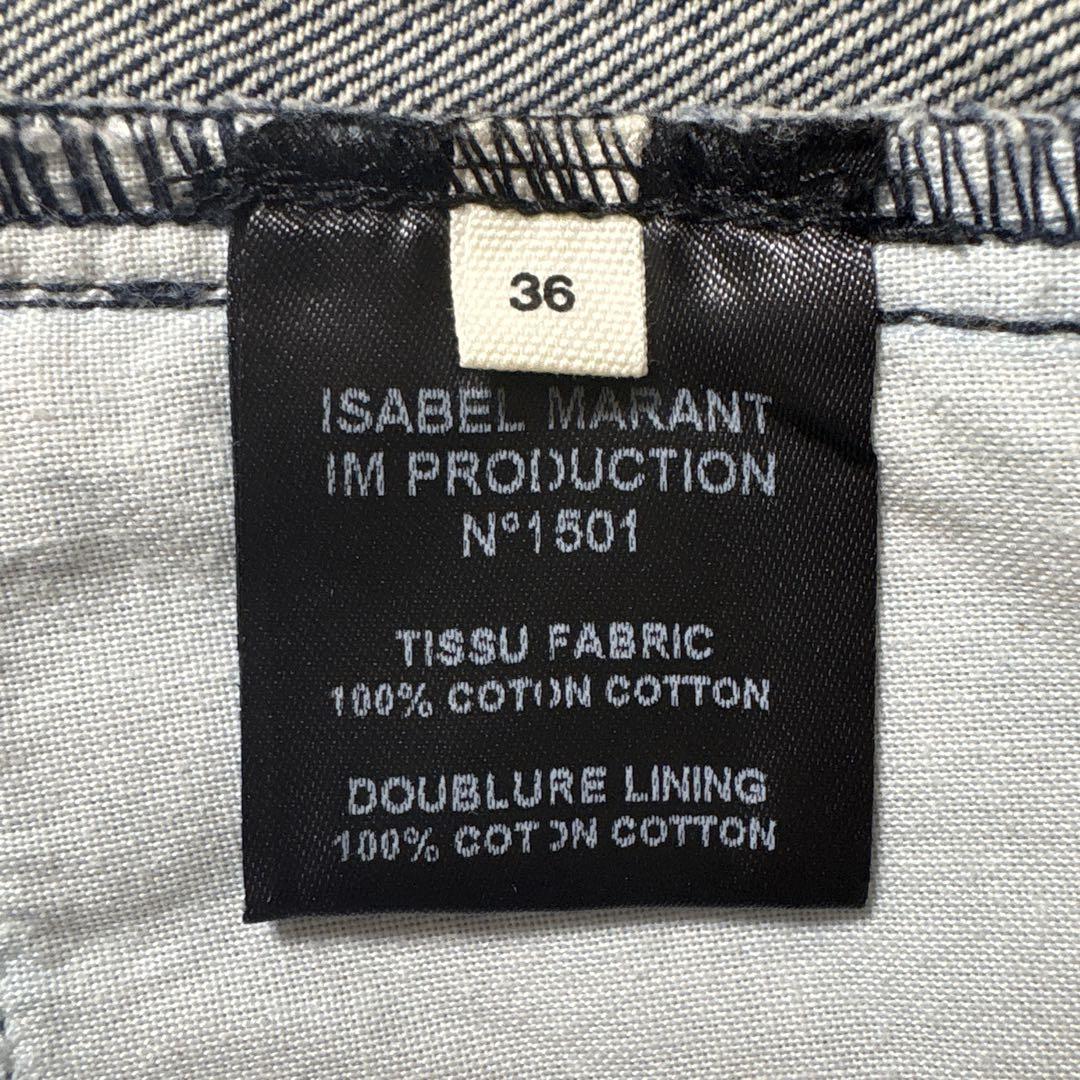 36
ISABEL MARANT
IM PRODUCTION
N°1501
TISSU FABRIC
100% COTON COTTON
DOUBLURE LINING
100% COTON COTTON